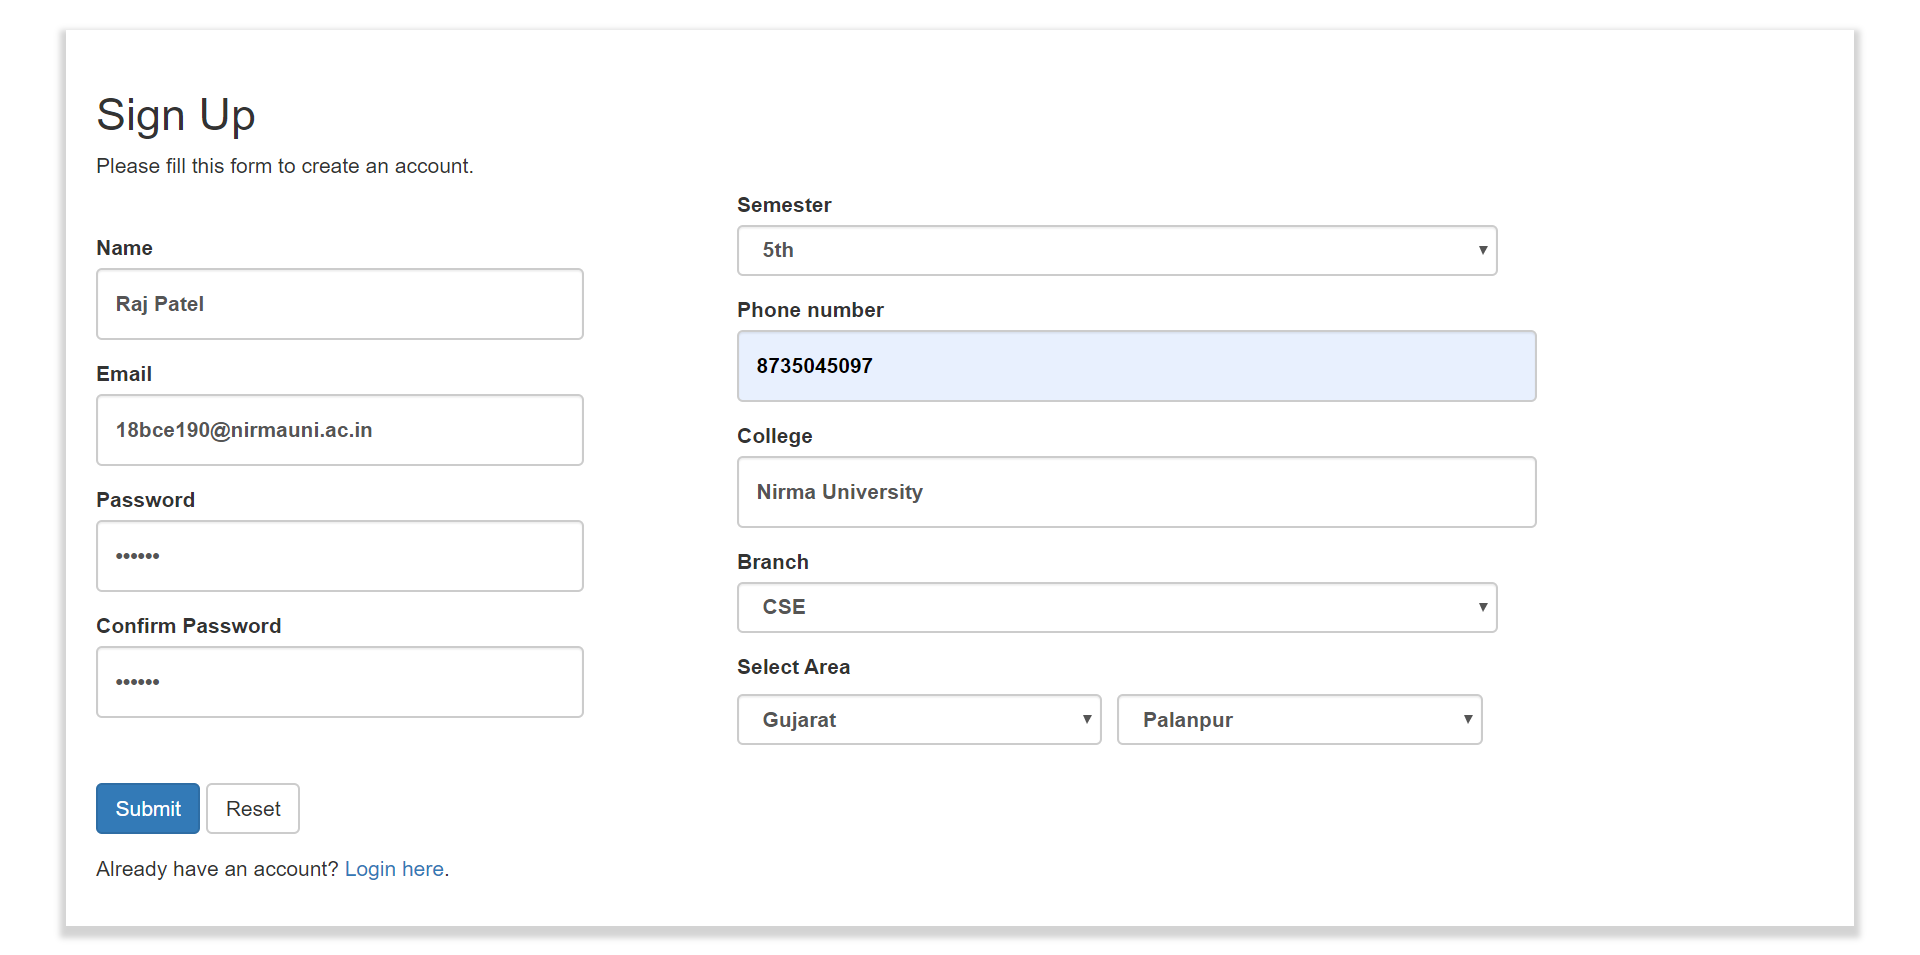 Sign Up
Please fill this form to create an account.
Name
Raj Patel
Email
18bce190@nirmauni.ac.in
Password
••••••
Confirm Password
••••••
Semester
5th
Phone number
8735045097
College
Nirma University
Branch
CSE
Select Area
Gujarat Palanpur
Submit Reset
Already have an account? Login here.